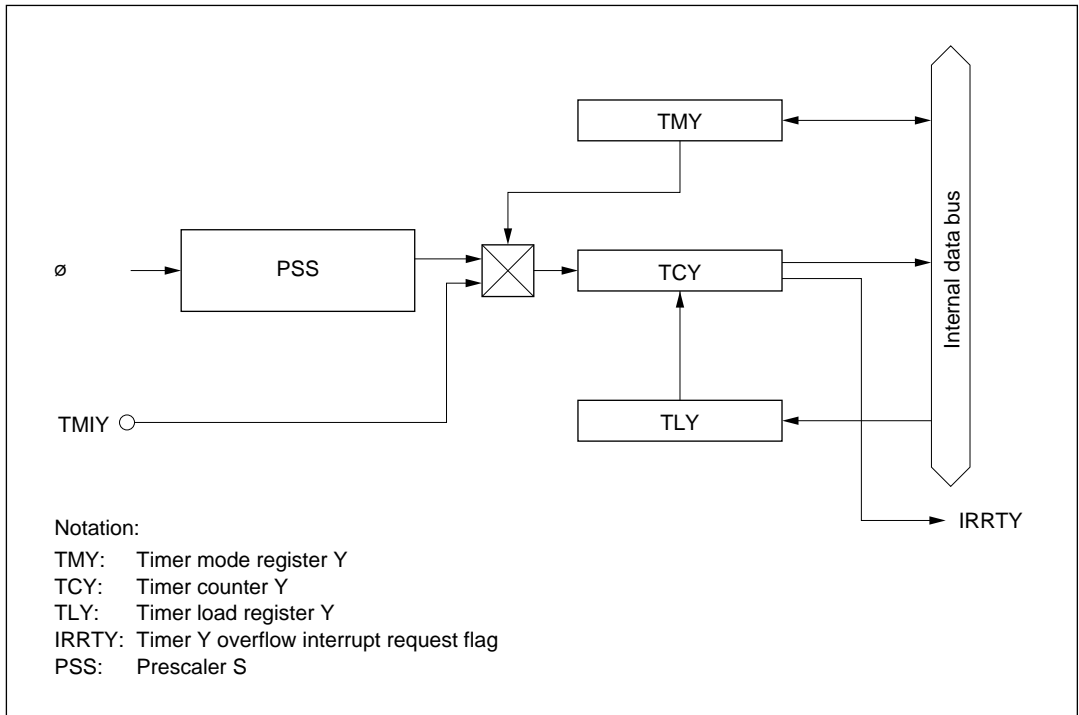 TMY
ø
PSS
TCY
Internal data bus
TMIY
TLY
IRRTY
Notation:
TMY: Timer mode register Y
TCY: Timer counter Y
TLY: Timer load register Y
IRRTY: Timer Y overflow interrupt request flag
PSS: Prescaler S